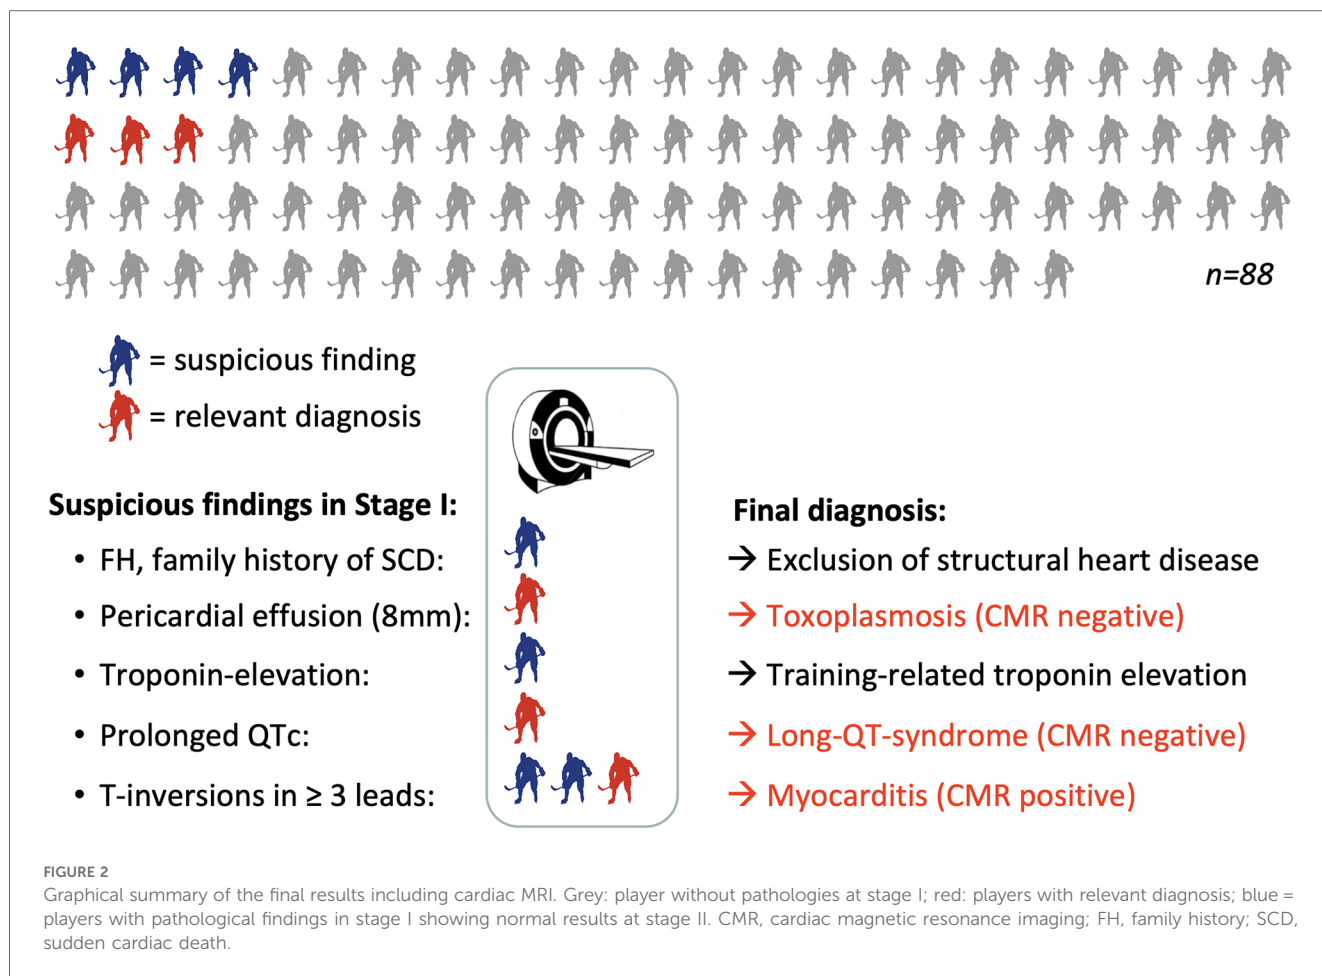 n=88
= suspicious finding
= relevant diagnosis
Suspicious findings in Stage I:
• FH, family history of SCD:
• Pericardial effusion (8mm):
• Troponin-elevation:
• Prolonged QTc:
• T-inversions in ≥ 3 leads:
Final diagnosis:
→ Exclusion of structural heart disease
→ Toxoplasmosis (CMR negative)
→ Training-related troponin elevation
→ Long-QT-syndrome (CMR negative)
→ Myocarditis (CMR positive)
FIGURE 2
Graphical summary of the final results including cardiac MRI. Grey: player without pathologies at stage I; red: players with relevant diagnosis; blue =
players with pathological findings in stage I showing normal results at stage II. CMR, cardiac magnetic resonance imaging; FH, family history; SCD,
sudden cardiac death.